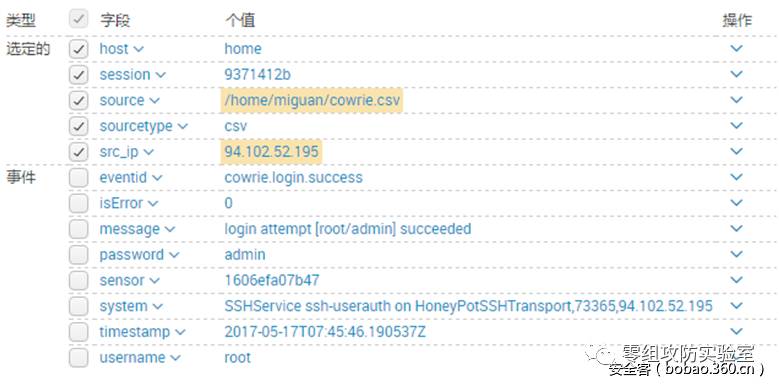 类型 字段 个值 操作
选定的 host home
session 9371412b
source /home/miguan/cowrie.csv
sourcetype csv
src_ip 94.102.52.195
事件 eventid cowrie.login.success
isError 0
message login attempt [root/admin] succeeded
password admin
sensor 1606efa07b47
system SSHService ssh-userauth on HoneyPotSSHTransport,73365,94.102.52.195
timestamp 2017-05-17T07:45:46.190537Z
username root
零组攻防实验室
安全客 ( bobao.360.cn )